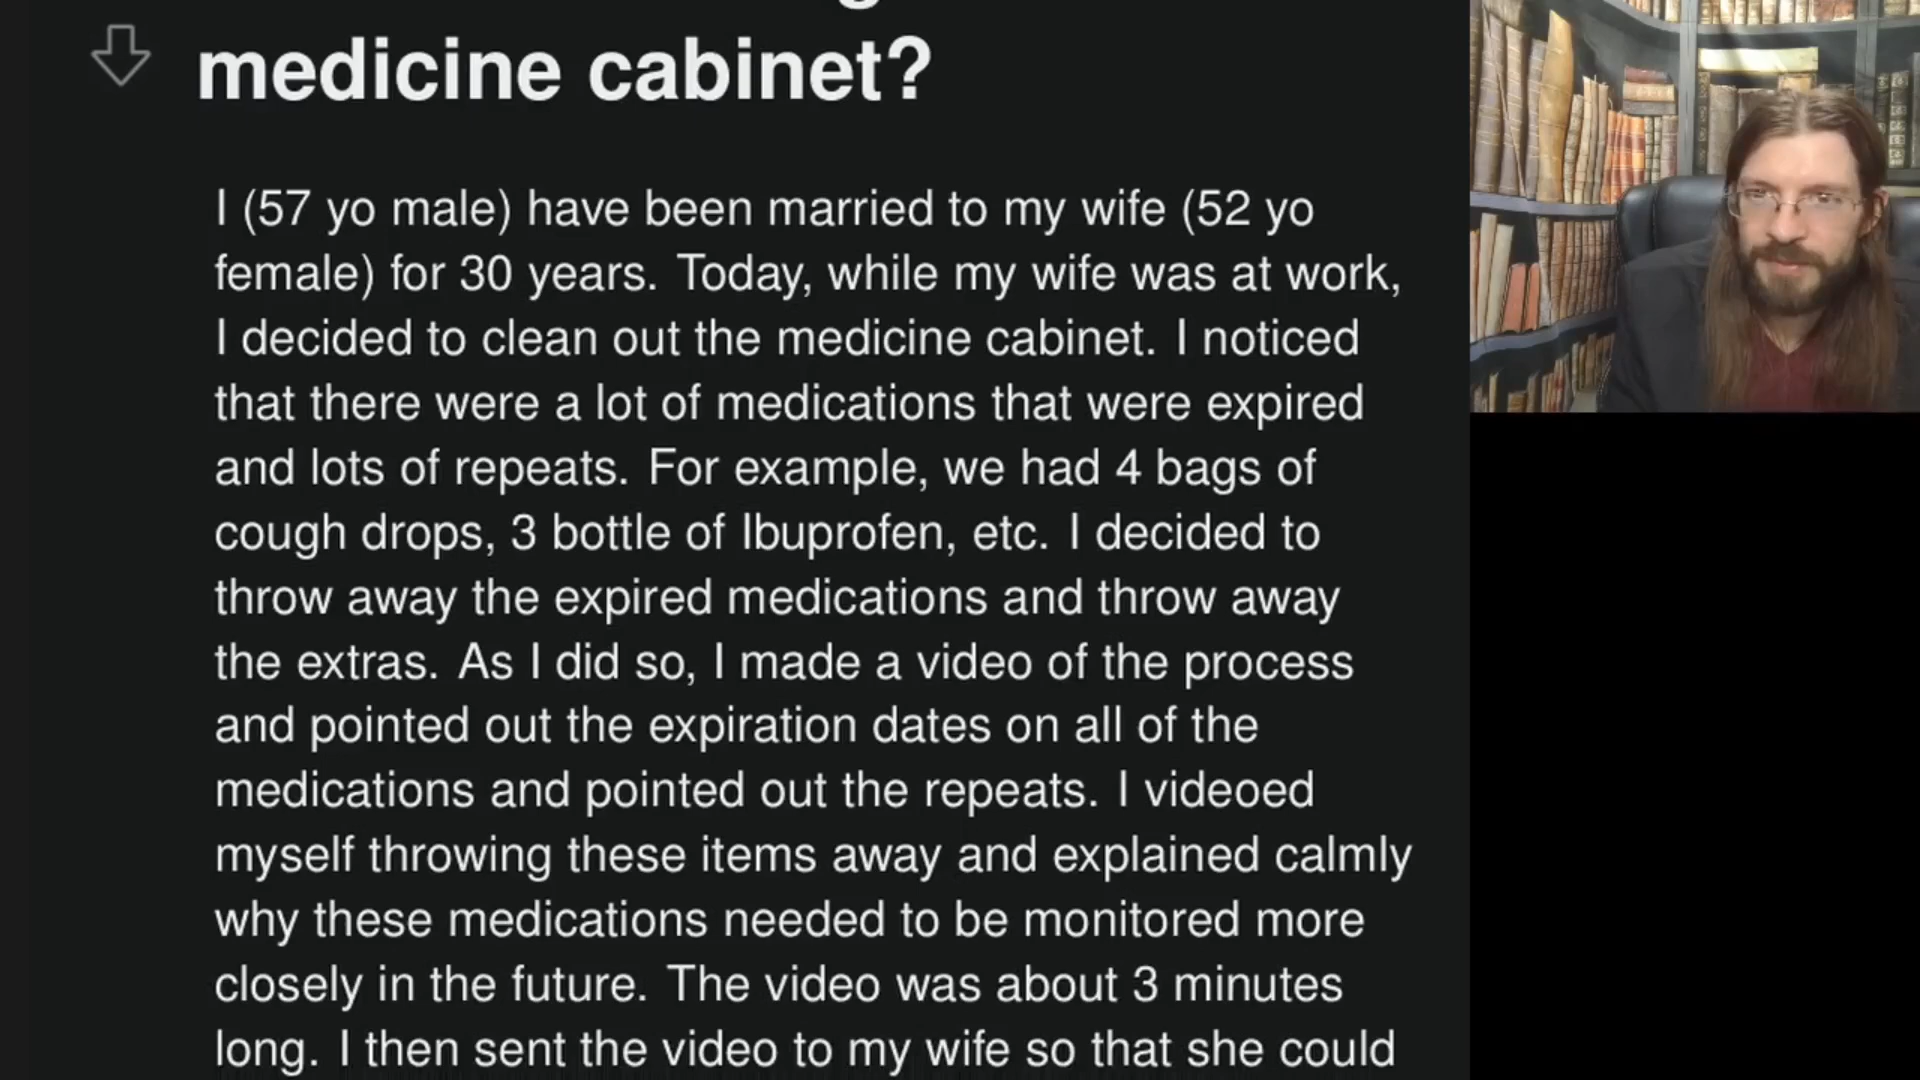 medicine cabinet?
I (57 yo male) have been married to my wife (52 yo
female) for 30 years. Today, while my wife was at work,
I decided to clean out the medicine cabinet. I noticed
that there were a lot of medications that were expired
and lots of repeats. For example, we had 4 bags of
cough drops, 3 bottle of Ibuprofen, etc. I decided to
throw away the expired medications and throw away
the extras. As I did so, I made a video of the process
and pointed out the expiration dates on all of the
medications and pointed out the repeats. I videoed
myself throwing these items away and explained calmly
why these medications needed to be monitored more
closely in the future. The video was about 3 minutes
long. I then sent the video to my wife so that she could